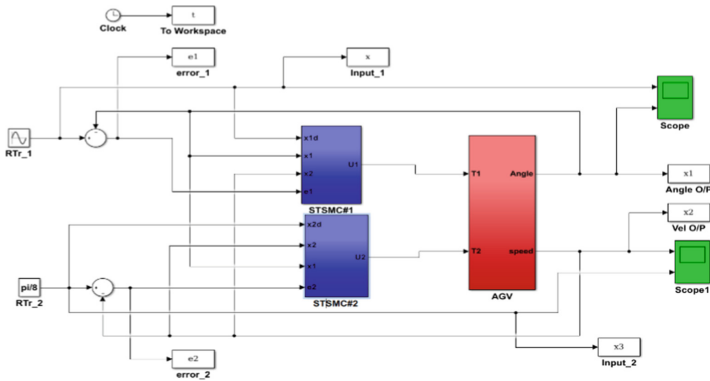 t
Clock
To Workspace
e1
error_1
x
Input_1
Scope
RTr_1
x1d
x1
x2
e1
U1
STSMC#1
T1
Angle
T2
speed
AGV
x1
Angle O/P
x2
Vel O/P
x2d
x2
x1
e2
U2
STSMC#2
pi/8
RTr_2
Scope1
e2
error_2
x3
Input_2